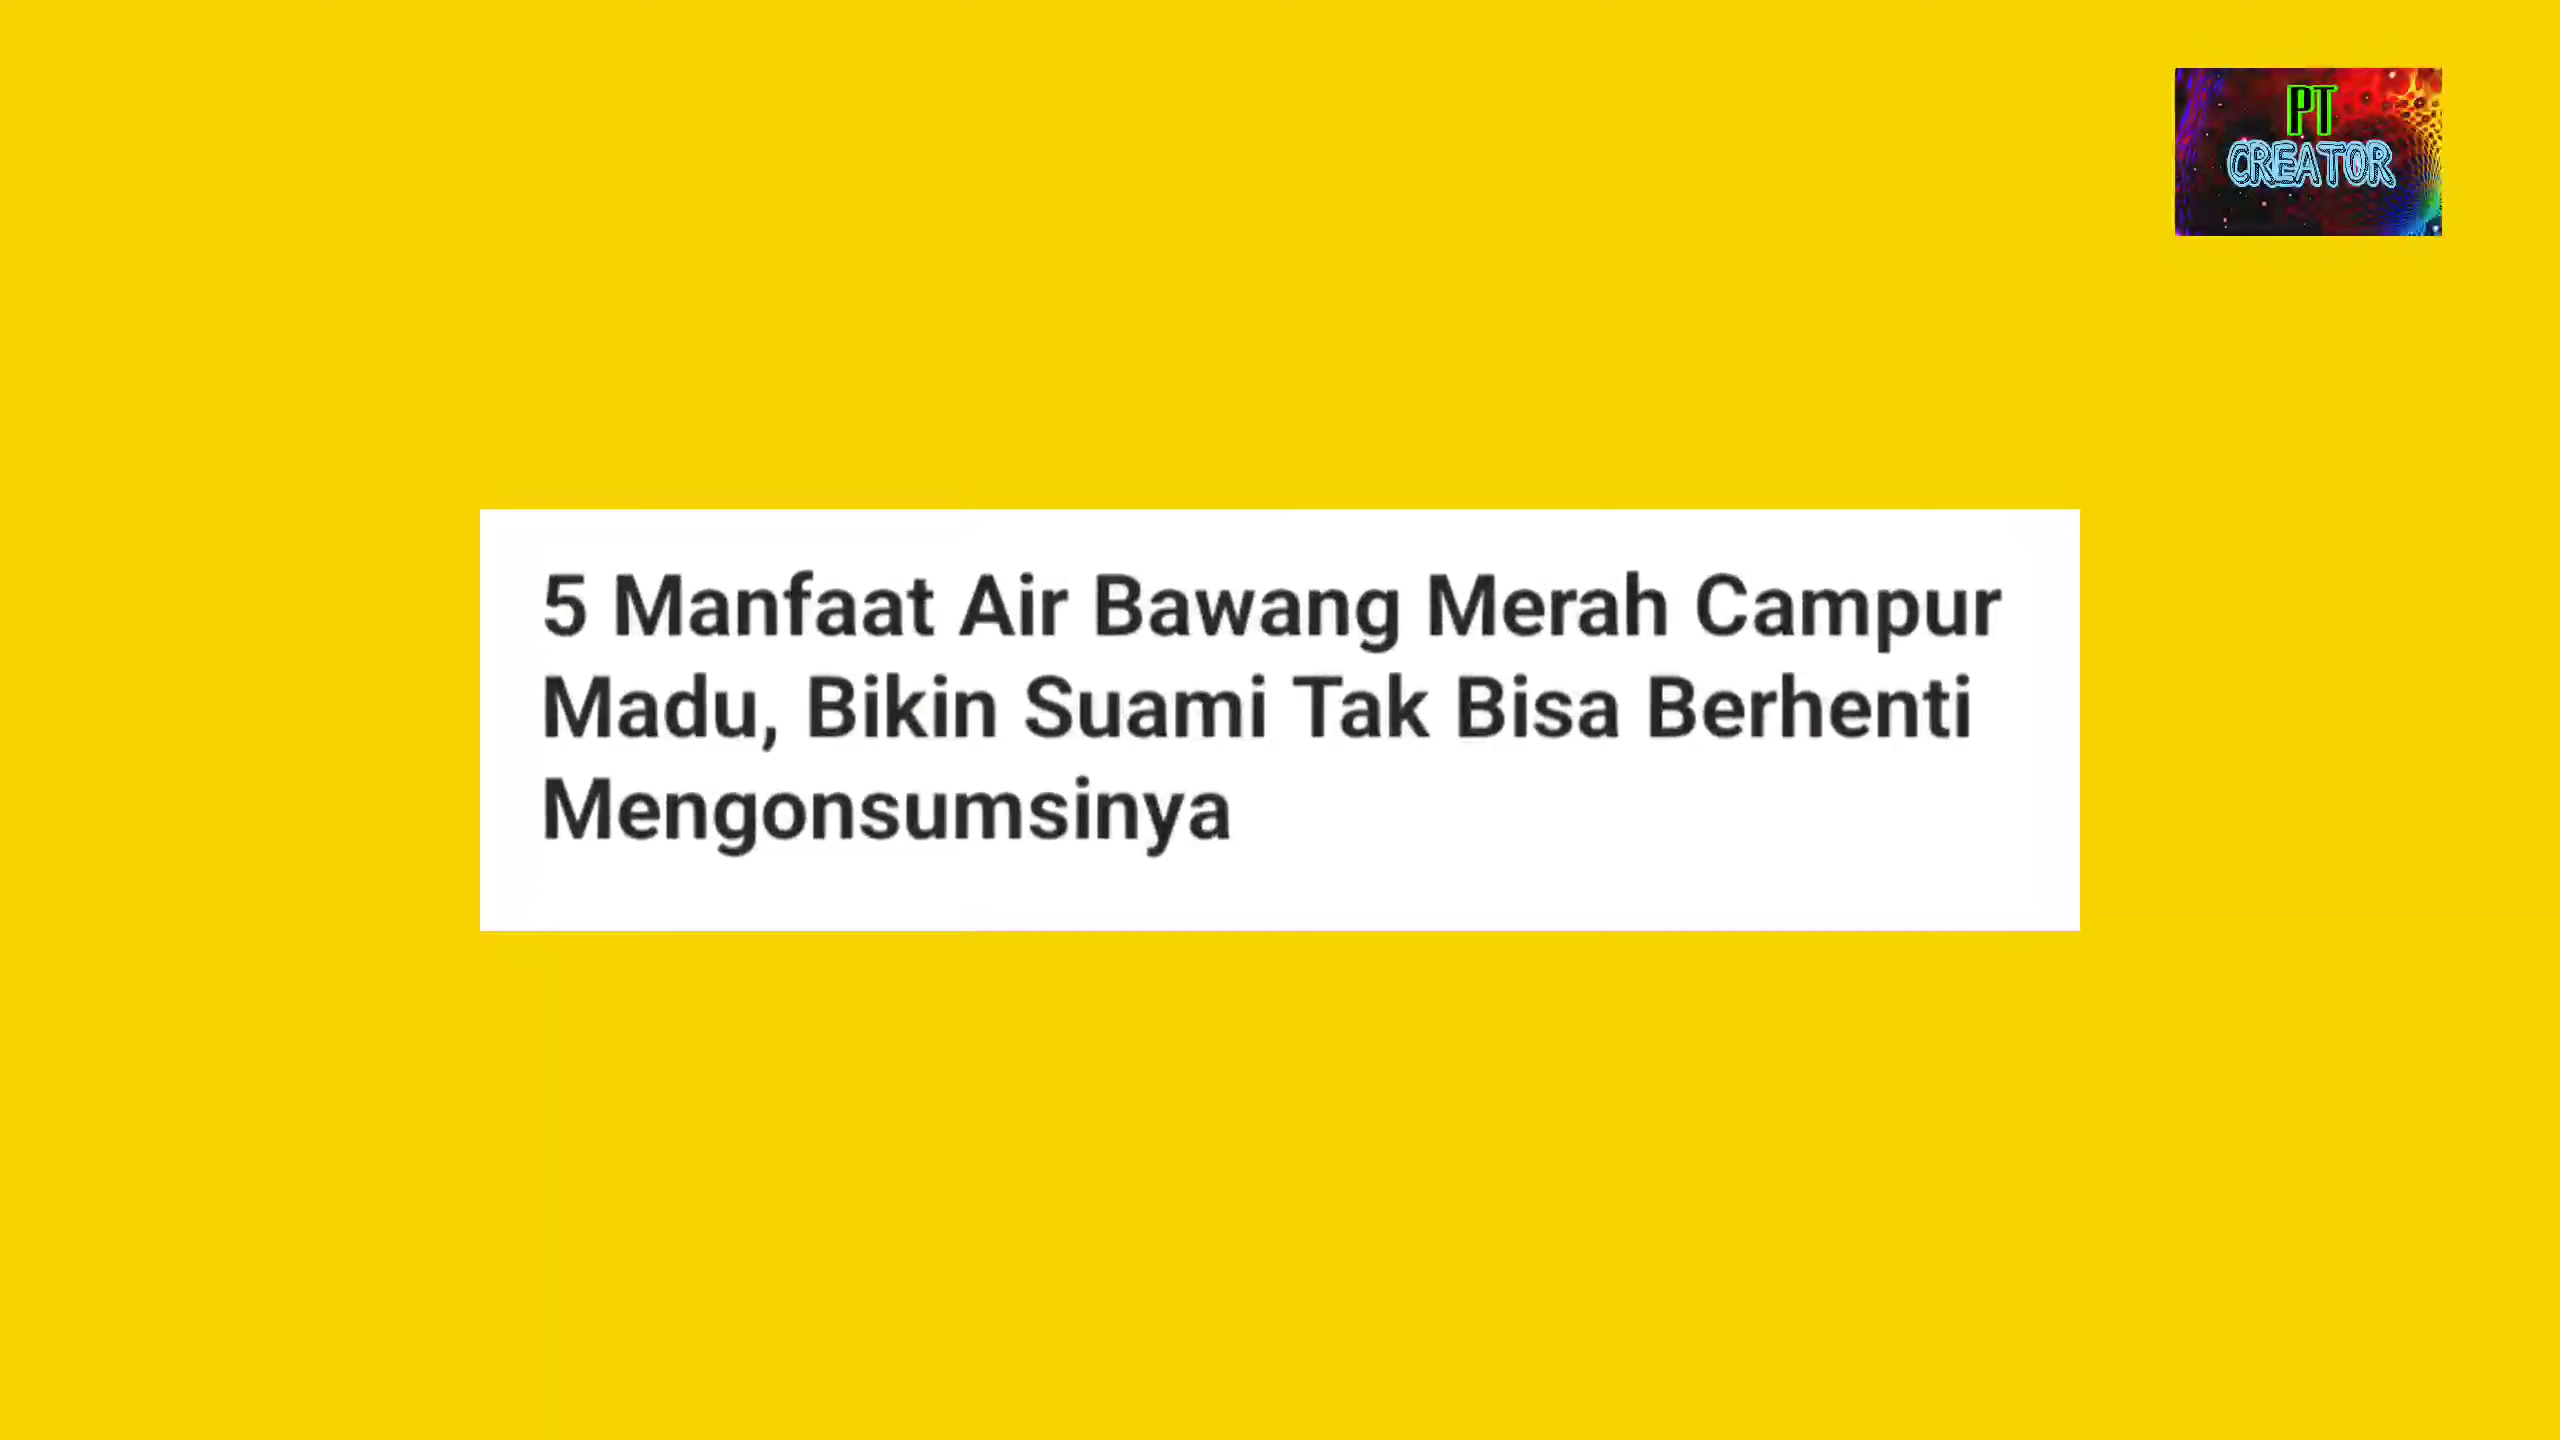 PT
CREATOR
5 Manfaat Air Bawang Merah Campur
Madu, Bikin Suami Tak Bisa Berhenti
Mengonsumsinya